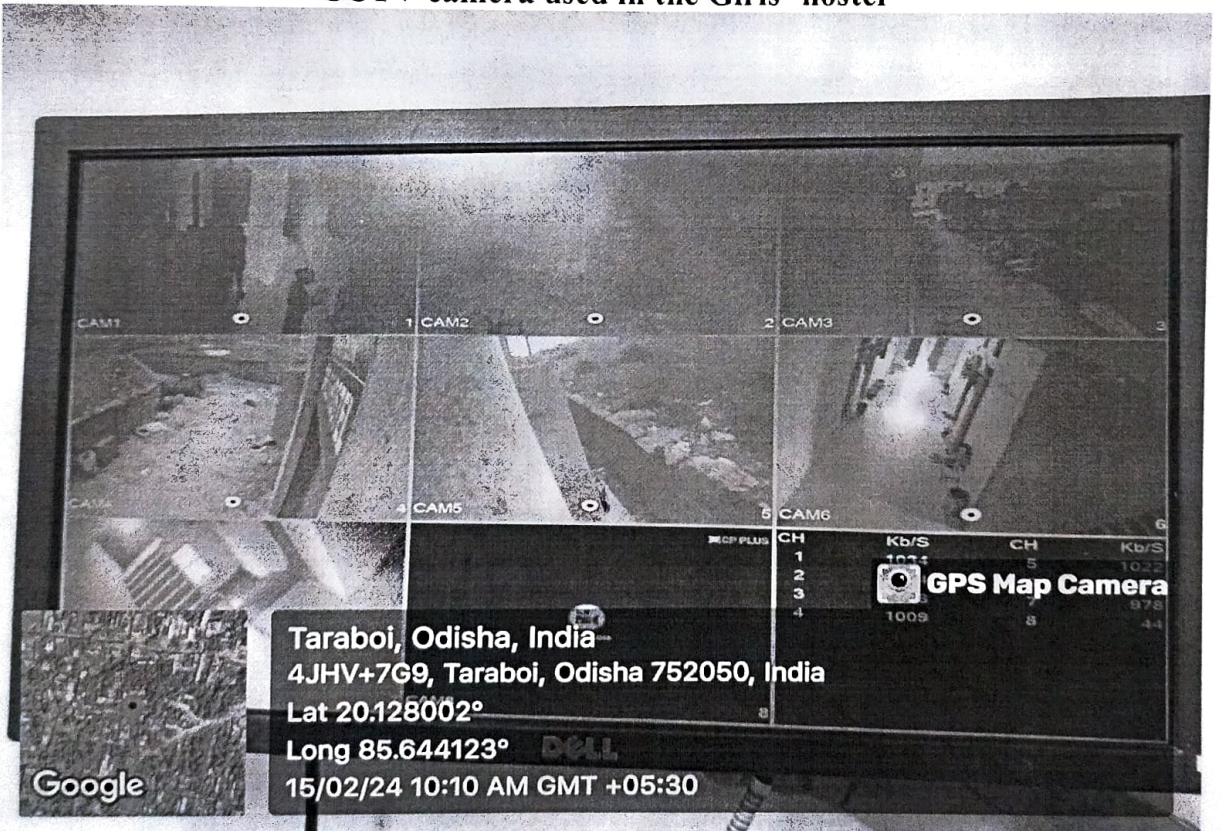 CCTV camera used in the Girls' hostel
CAM1
1
CAM2
2
CAM3
3
CAM4
4
CAM5
5
CAM6
6
CP PLUS
CH Kb/S CH Kb/S
1 1034 5 1022
2
3 7 978
4 1009 8 44
GPS Map Camera
8
Taraboi, Odisha, India
4JHV+7G9, Taraboi, Odisha 752050, India
Lat 20.128002°
Long 85.644123°
15/02/24 10:10 AM GMT +05:30
DELL
Google